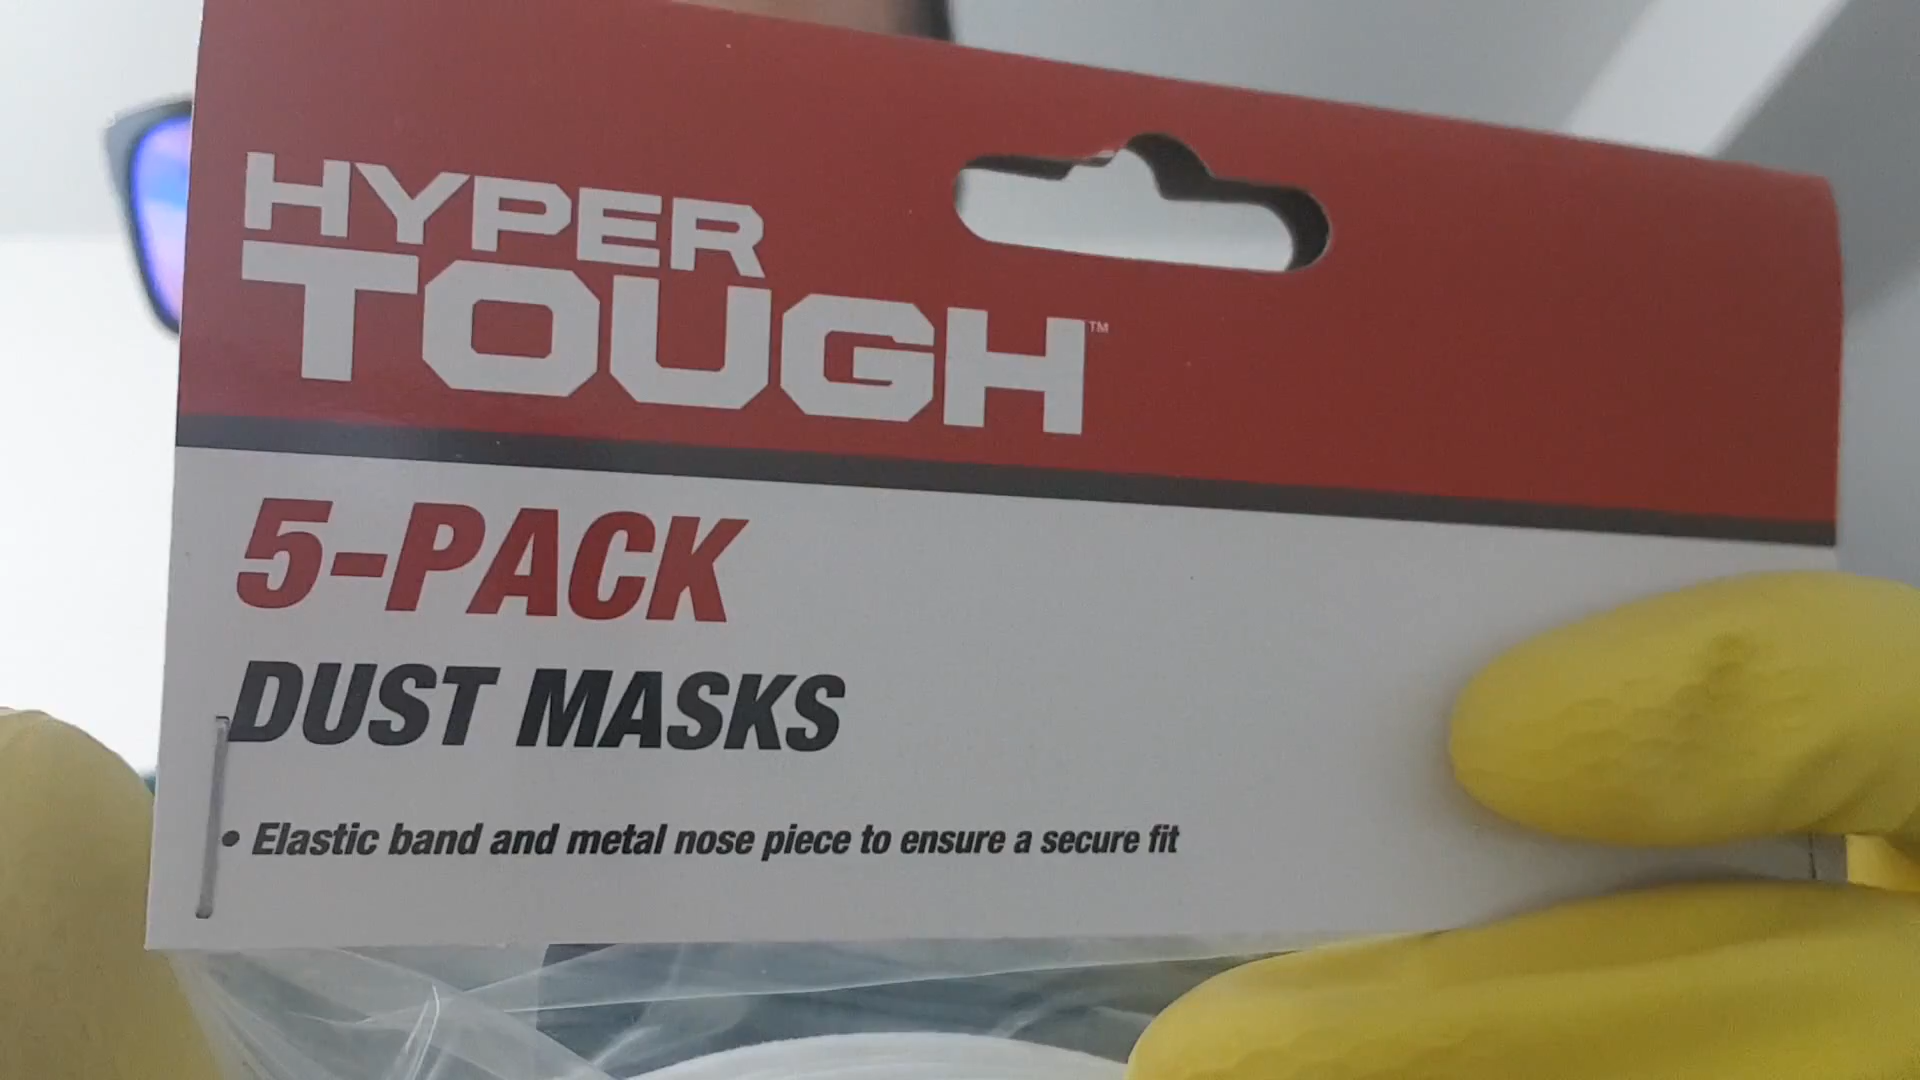 HYPER
TOUGH™
5-PACK
DUST MASKS
• Elastic band and metal nose piece to ensure a secure fit